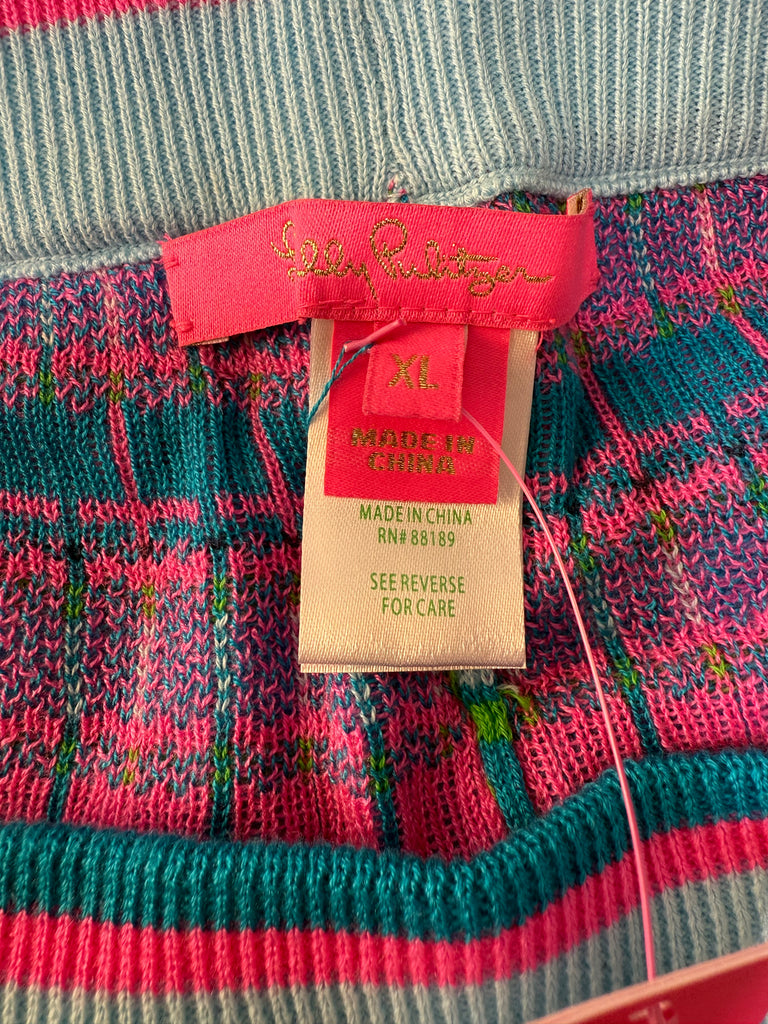 Lilly Pulitzer
XL
MADE IN
CHINA
MADE IN CHINA
RN# 88189
SEE REVERSE
FOR CARE